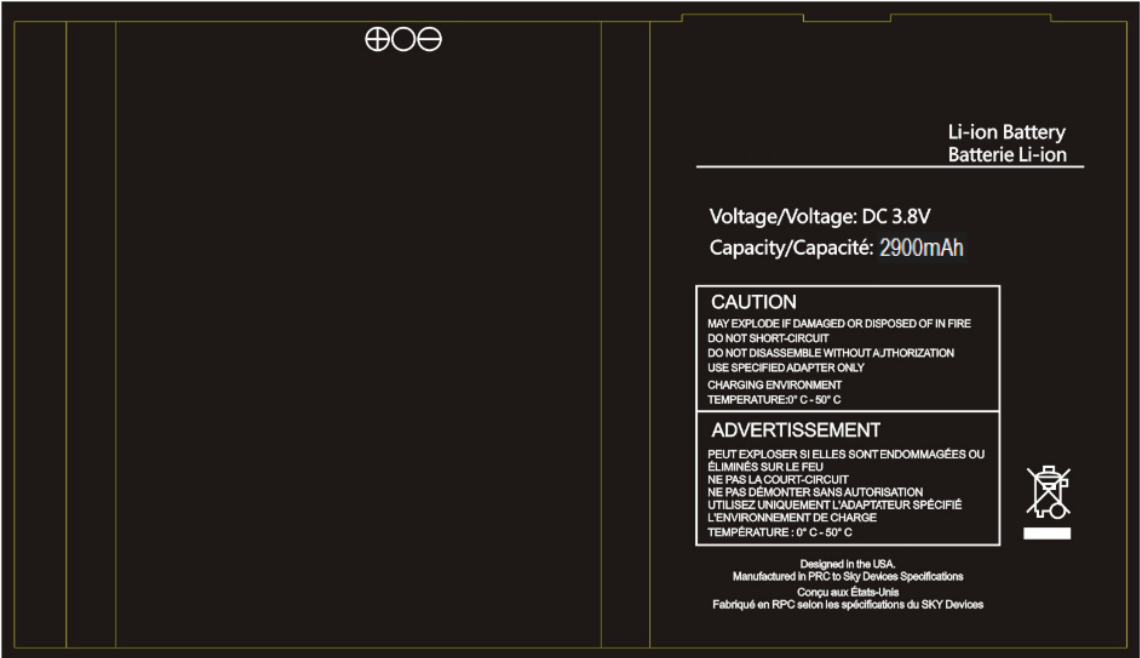 Li-ion Battery
Batterie Li-ion
Voltage/Voltage: DC 3.8V
Capacity/Capacité: 2900mAh
CAUTION
MAY EXPLODE IF DAMAGED OR DISPOSED OF IN FIRE
DO NOT SHORT-CIRCUIT
DO NOT DISASSEMBLE WITHOUT AUTHORIZATION
USE SPECIFIED ADAPTER ONLY
CHARGING ENVIRONMENT
TEMPERATURE:0° C - 50° C
ADVERTISSEMENT
PEUT EXPLOSER SI ELLES SONT ENDOMMAGÉES OU
ÉLIMINÉS SUR LE FEU
NE PAS LA COURT-CIRCUIT
NE PAS DÉMONTER SANS AUTORISATION
UTILISEZ UNIQUEMENT L'ADAPTATEUR SPÉCIFIÉ
L'ENVIRONNEMENT DE CHARGE
TEMPÉRATURE : 0° C - 50° C
Designed in the USA.
Manufactured in PRC to Sky Devices Specifications
Conçu aux États-Unis
Fabriqué en RPC selon les spécifications du SKY Devices